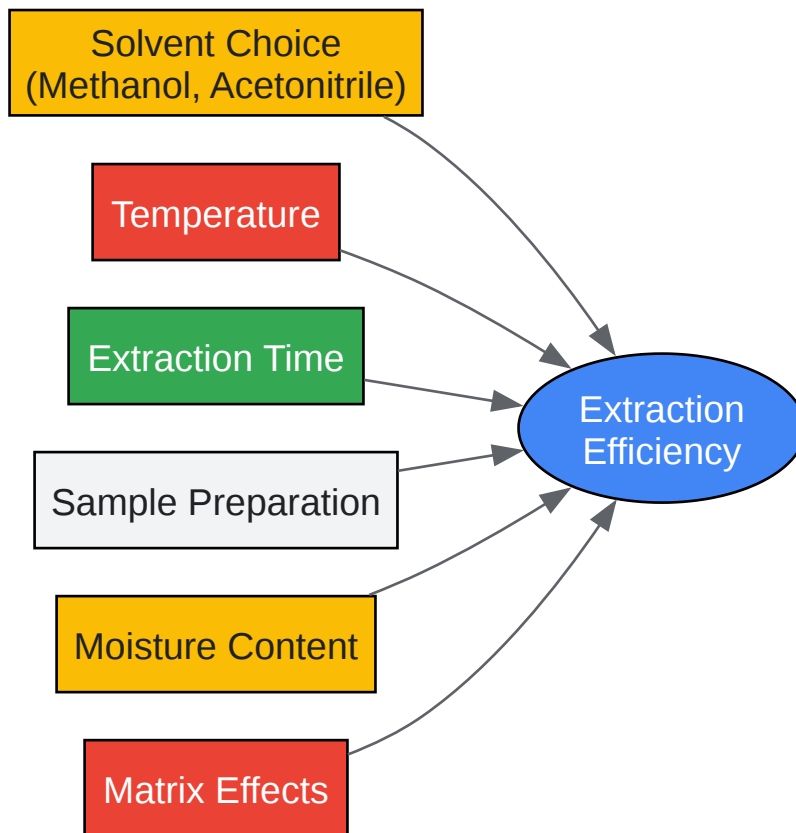 Solvent Choice
(Methanol, Acetonitrile)
Temperature
Extraction Time
Extraction
Efficiency
Sample Preparation
Moisture Content
Matrix Effects